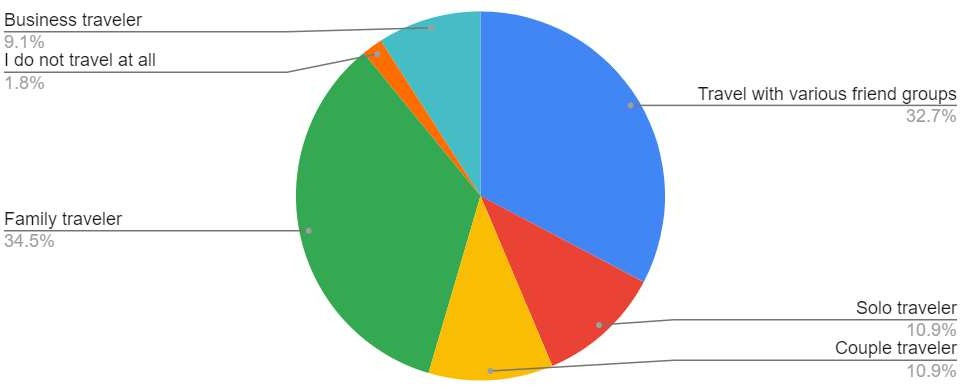 Business traveler
9.1%
I do not travel at all
1.8%
Family traveler
34.5%
Travel with various friend groups
32.7%
Solo traveler
10.9%
Couple traveler
10.9%